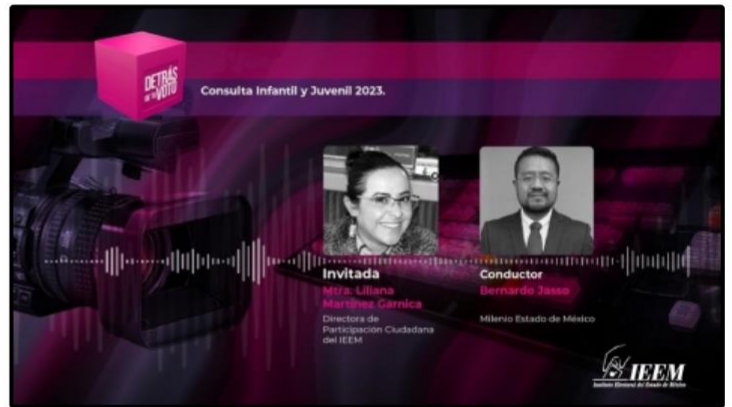 DETRÁS
DE TU VOTO
Consulta Infantil y Juvenil 2023.
Invitada
Mtra. Liliana
Martínez Garnica
Directora de
Participación Ciudadana
del IEEM
Conductor
Bernardo Jasso
Milenio Estado de México
IEEM
Instituto Electoral del Estado de México